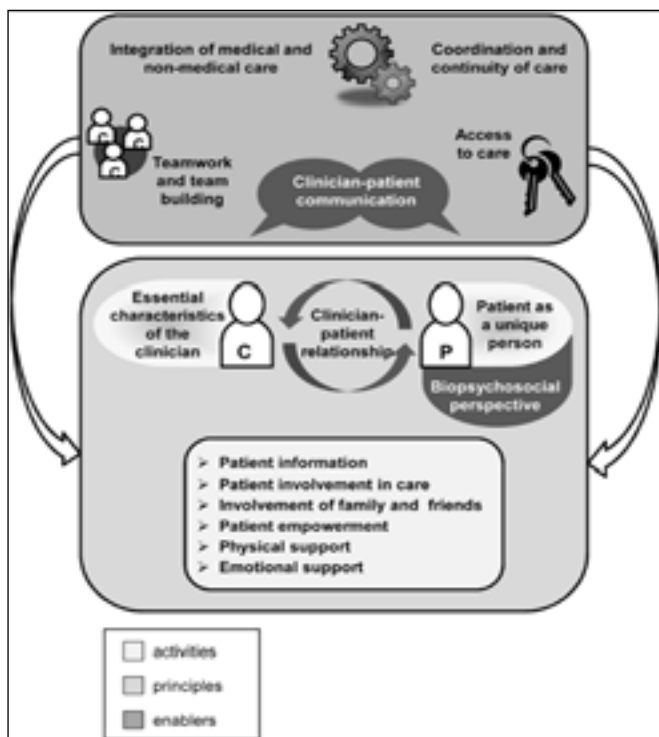 Integration of medical and
non-medical care
Coordination and
continuity of care
C
C
C
Teamwork
and team
building
Clinician-patient
communication
Access
to care
Essential
characteristics
of the
clinician
C
Clinician-
patient
relationship
P
Patient as
a unique
person
Biopsychosocial
perspective
➢ Patient information
➢ Patient involvement in care
➢ Involvement of family and friends
➢ Patient empowerment
➢ Physical support
➢ Emotional support
activities
principles
enablers